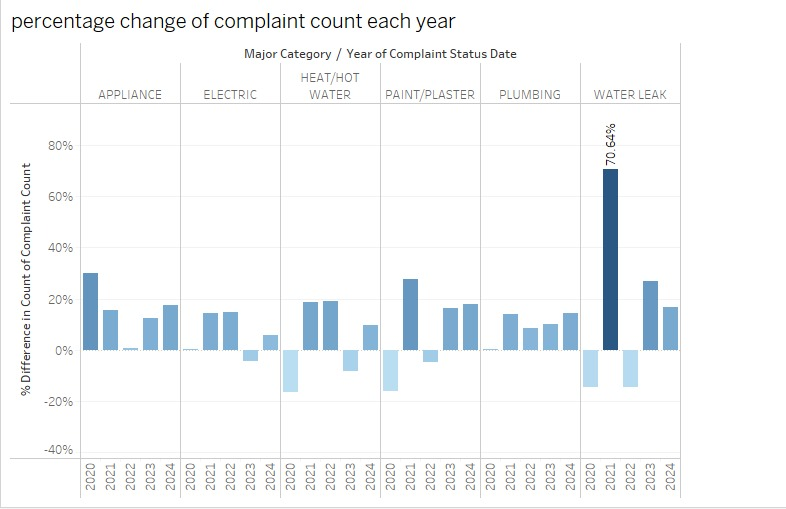 percentage change of complaint count each year
Major Category / Year of Complaint Status Date
APPLIANCE
ELECTRIC
HEAT/HOT
WATER
PAINT/PLASTER
PLUMBING
WATER LEAK
% Difference in Count of Complaint Count
80%
60%
40%
20%
0%
-20%
-40%
70.64%
2020 2021 2022 2023 2024 2020 2021 2022 2023 2024 2020 2021 2022 2023 2024 2020 2021 2022 2023 2024 2020 2021 2022 2023 2024 2020 2021 2022 2023 2024